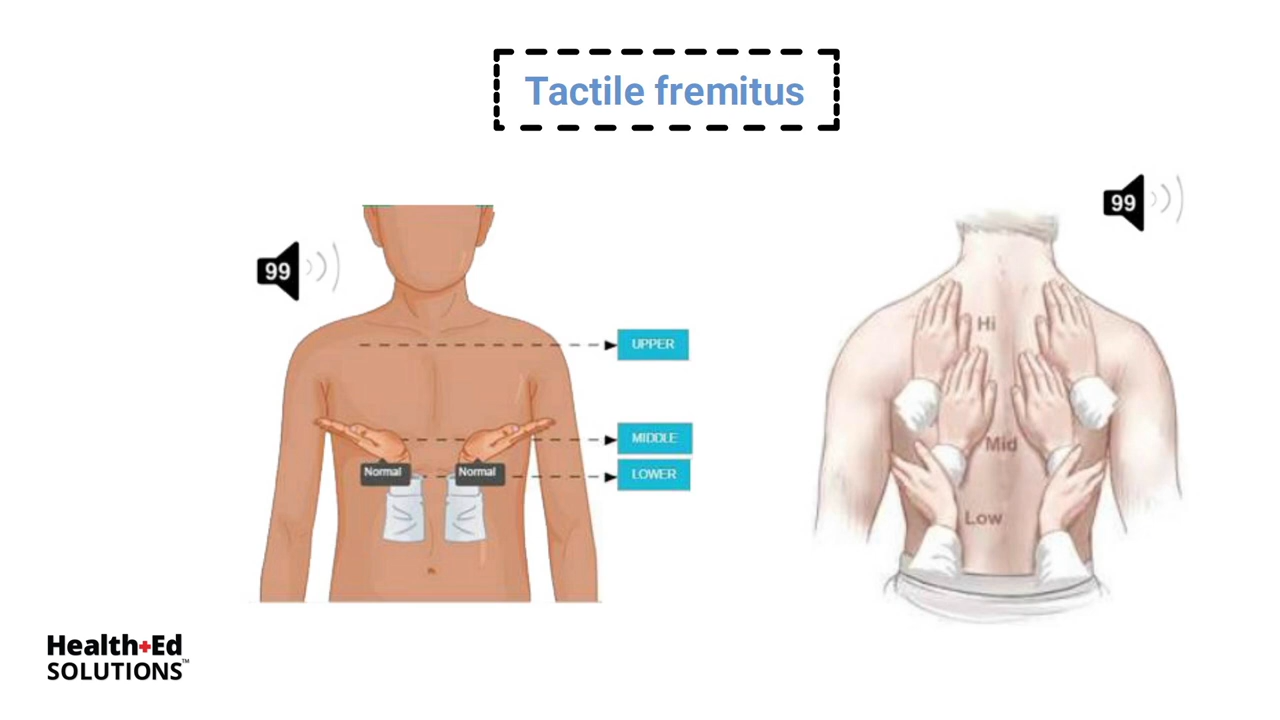 Tactile fremitus
99
99
UPPER
MIDDLE
LOWER
Normal
Normal
Hi
Mid
Low
Health+Ed
SOLUTIONS™